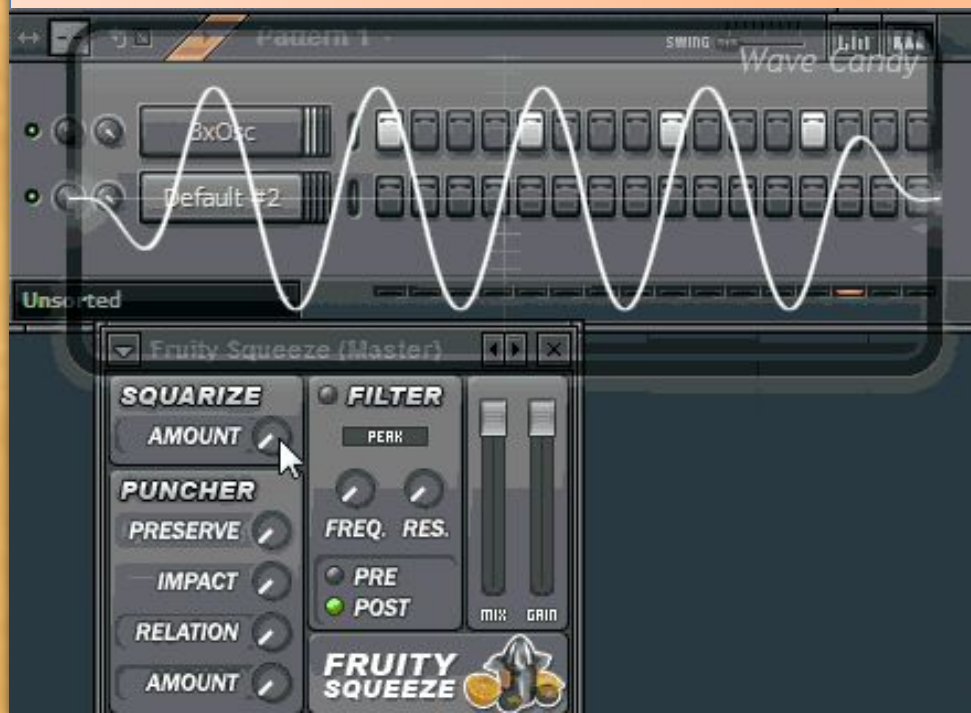 Pattern 1
SWING
Wave Candy
3xOsc
Default #2
Unsorted
Fruity Squeeze (Master)
SQUARIZE
AMOUNT
PUNCHER
PRESERVE
IMPACT
RELATION
AMOUNT
FILTER
PEAK
FREQ. RES.
PRE
POST
MIX GAIN
FRUITY
SQUEEZE